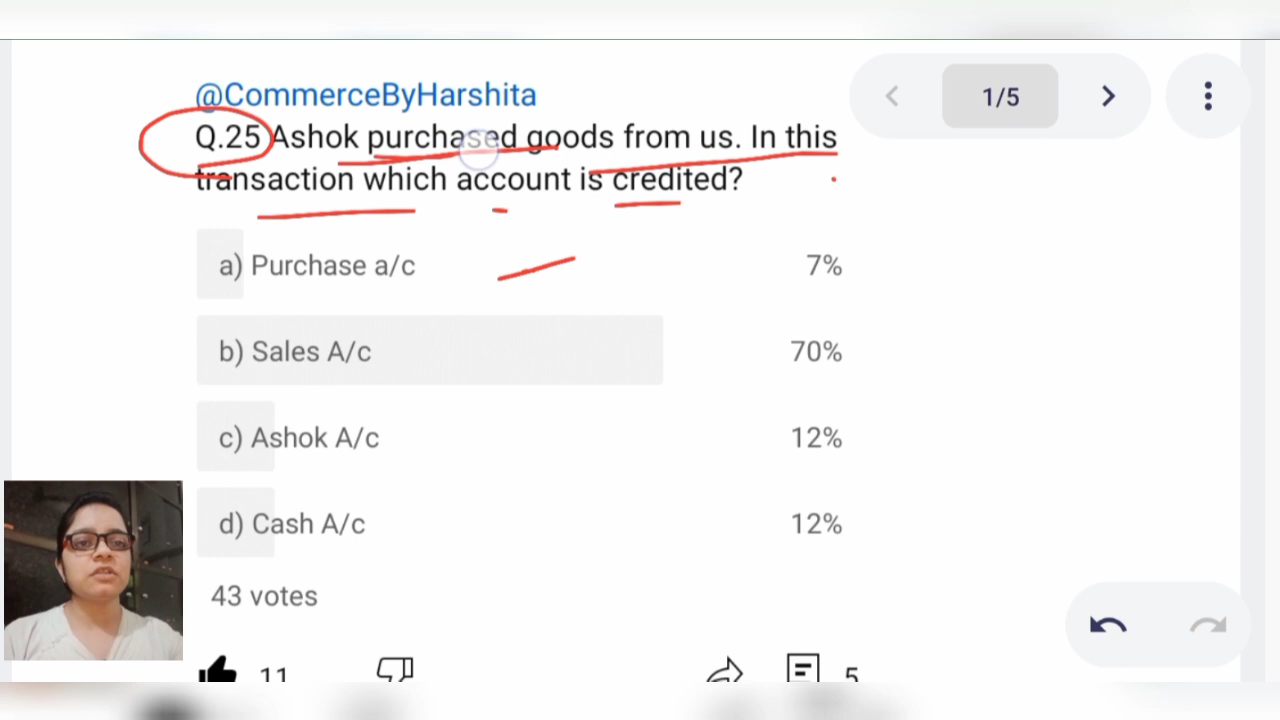 @CommerceByHarshita
1/5
Q.25 Ashok purchased goods from us. In this
transaction which account is credited?
a) Purchase a/c 7%
b) Sales A/c 70%
c) Ashok A/c 12%
d) Cash A/c 12%
43 votes
11 5